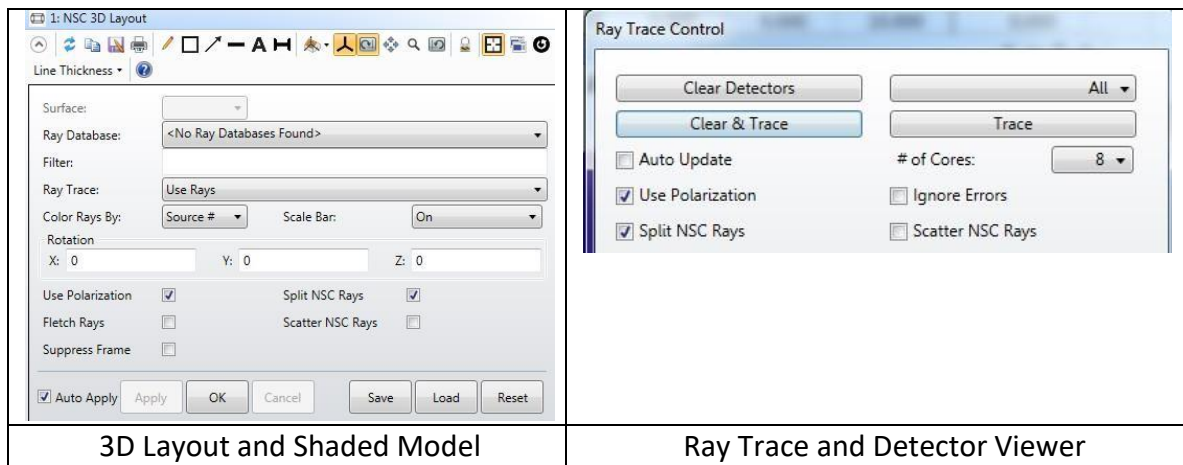 1: NSC 3D Layout
A H
Line Thickness
Surface:
Ray Database: <No Ray Databases Found>
Filter:
Ray Trace: Use Rays
Color Rays By: Source # Scale Bar: On
Rotation
X: 0 Y: 0 Z: 0
Use Polarization Split NSC Rays
Fletch Rays Scatter NSC Rays
Suppress Frame
Auto Apply Apply OK Cancel Save Load Reset
3D Layout and Shaded Model
Ray Trace Control
Clear Detectors All
Clear & Trace Trace
Auto Update # of Cores: 8
Use Polarization Ignore Errors
Split NSC Rays Scatter NSC Rays
Ray Trace and Detector Viewer